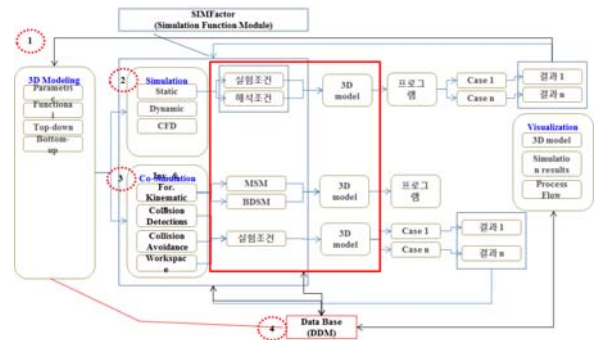 SIMFactor
(Simulation Function Module)
1
3D Modeling
Parametric
Functional
Top-down
Bottom-up
2
Simulation
Static
Dynamic
CFD
실험조건
해석조건
3D
model
프로그
램
Case 1
Case n
결과 1
결과 n
Visualization
3D model
Simulatio
n results
Process
Flow
3
Co-Simulation
Inv. &
For.
Kinematic
Collision
Detections
Collision
Avoidance
Workspac
e
MSM
BDSM
실험조건
3D
model
프로그
램
3D
model
Case 1
Case n
결과 1
결과 n
4
Data Base
(DDM)